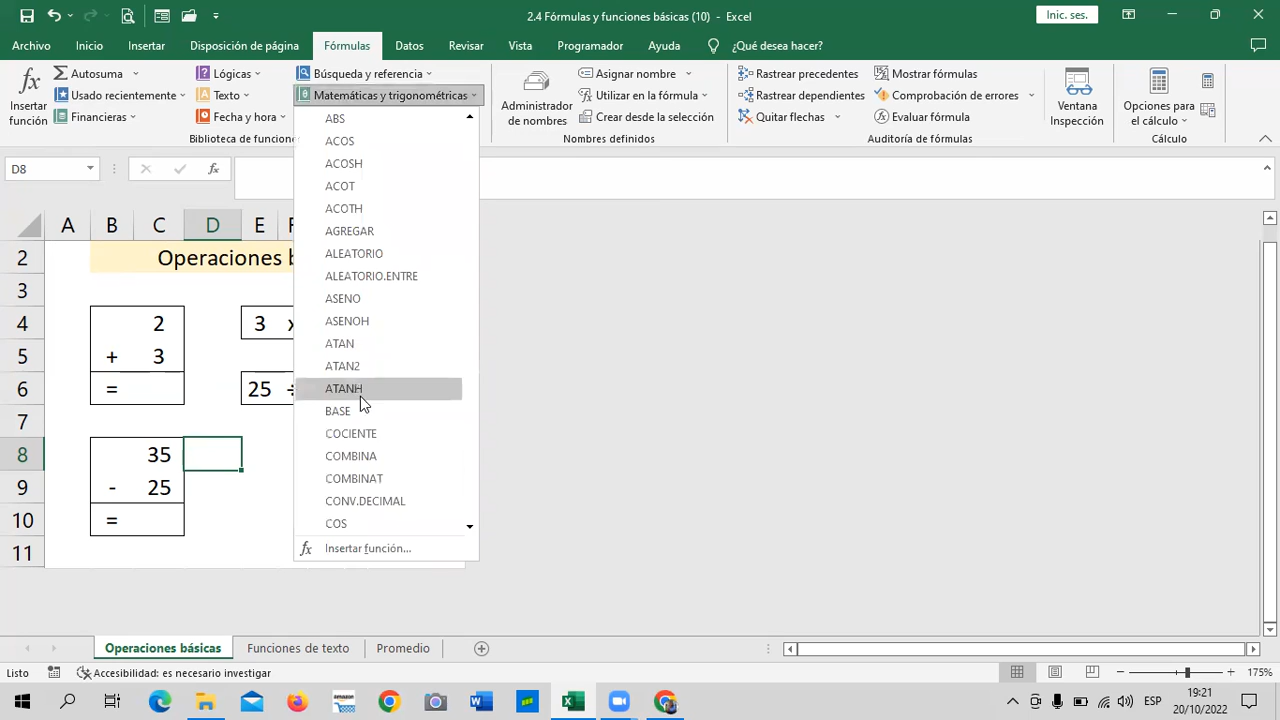 2.4 Fórmulas y funciones básicas (10) - Excel
Inic. ses.
Archivo Inicio Insertar Disposición de página Fórmulas Datos Revisar Vista Programador Ayuda ¿Qué desea hacer?
Insertar función
Autosuma
Usado recientemente
Financieras
Lógicas
Texto
Fecha y hora
Búsqueda y referencia
Matemáticas y trigonométricas
Biblioteca de funcione
Administrador de nombres
Asignar nombre
Utilizar en la fórmula
Crear desde la selección
Nombres definidos
Rastrear precedentes
Rastrear dependientes
Quitar flechas
Mostrar fórmulas
Comprobación de errores
Evaluar fórmula
Auditoría de fórmulas
Ventana Inspección
Opciones para el cálculo
Cálculo
D8
fx
ABS
ACOS
ACOSH
ACOT
ACOTH
AGREGAR
ALEATORIO
ALEATORIO.ENTRE
ASENO
ASENOH
ATAN
ATAN2
ATANH
BASE
COCIENTE
COMBINA
COMBINAT
CONV.DECIMAL
COS
fx Insertar función...
A B C D E F
2 Operaciones b
3
4 2 3 x
5 + 3
6 = 25 ÷
7
8 35
9 - 25
10 =
11
Operaciones básicas Funciones de texto Promedio
Listo Accesibilidad: es necesario investigar 175%
ESP 19:21
20/10/2022